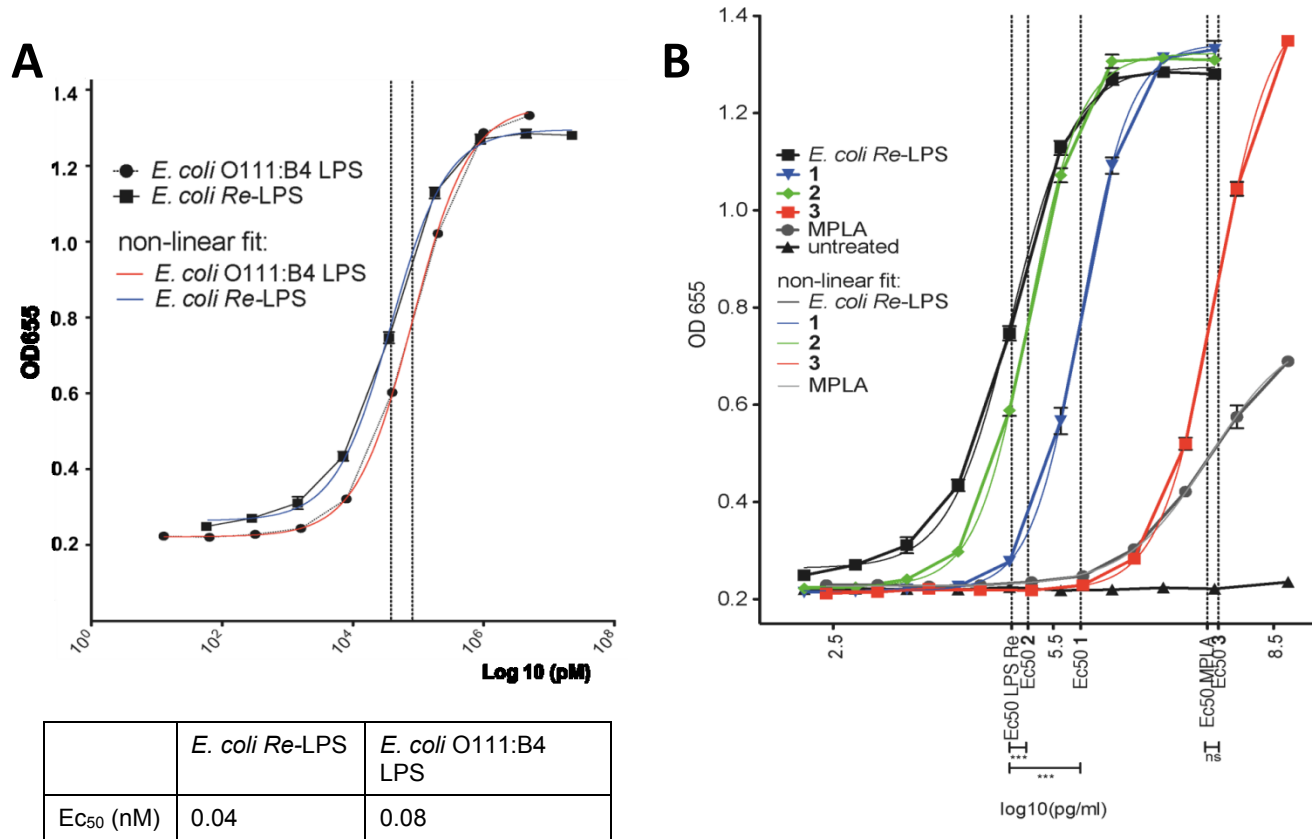 A
1.4
1.2
1.0
0.8
0.6
0.4
0.2
OD655
E. coli O111:B4 LPS
E. coli Re-LPS
non-linear fit:
E. coli O111:B4 LPS
E. coli Re-LPS
10^0
10^2
10^4
10^6
10^8
Log 10 (pM)
E. coli Re-LPS
E. coli O111:B4 LPS
Ec50 (nM)
0.04
0.08
B
1.4
1.2
1.0
0.8
0.6
0.4
0.2
OD 655
E. coli Re-LPS
1
2
3
MPLA
untreated
non-linear fit:
E. coli Re-LPS
1
2
3
MPLA
2.5
Ec50 LPS Re
Ec50 2
5.5
Ec50 1
Ec50 MPLA
Ec50 3
8.5
***
ns
***
log10(pg/ml)